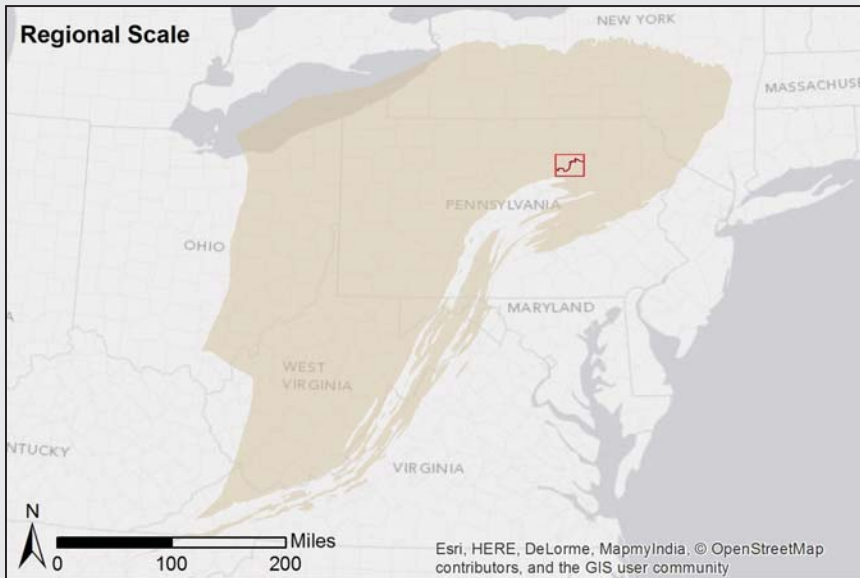 Regional Scale
NEW YORK
MASSACHUSE
PENNSYLVANIA
OHIO
MARYLAND
WEST
VIRGINIA
NTUCKY
VIRGINIA
N
Miles
0 100 200
Esri, HERE, DeLorme, MapmyIndia, © OpenStreetMap
contributors, and the GIS user community